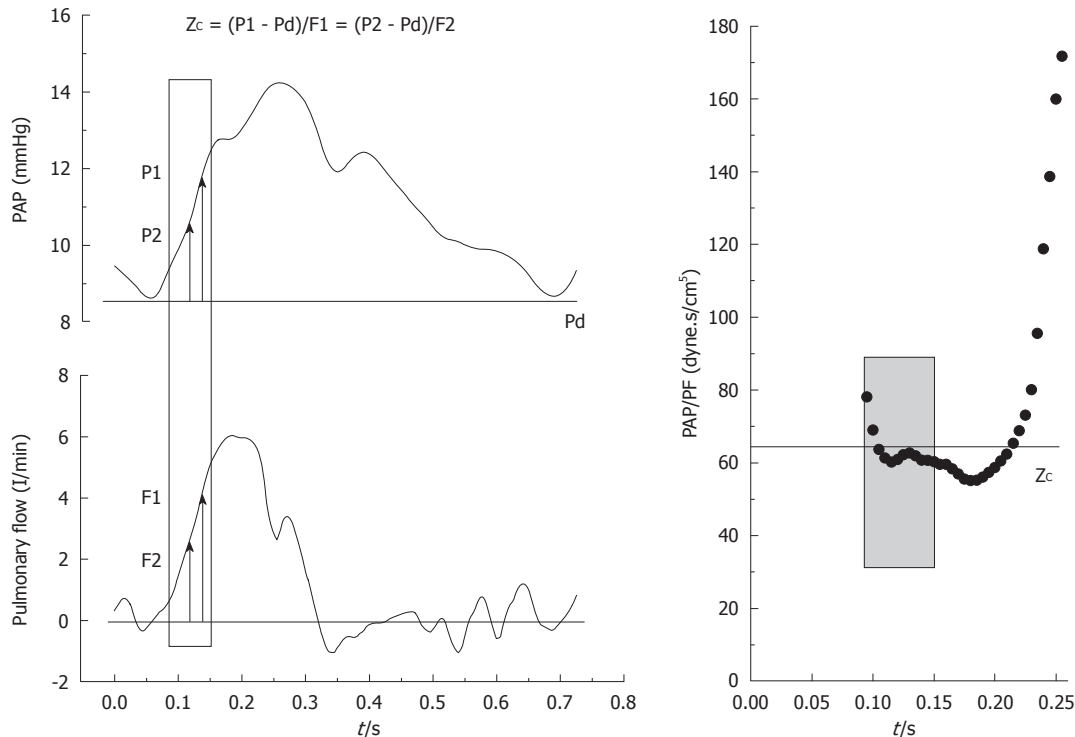 Zc = (P1 - Pd)/F1 = (P2 - Pd)/F2
16
14
12
10
8
PAP (mmHg)
P1
P2
Pd
8
6
4
2
0
-2
Pulmonary flow (I/min)
F1
F2
0.0 0.1 0.2 0.3 0.4 0.5 0.6 0.7 0.8
t/s
180
160
140
120
100
80
60
40
20
0
PAP/PF (dyne.s/cm⁵)
Zc
0.00 0.05 0.10 0.15 0.20 0.25
t/s